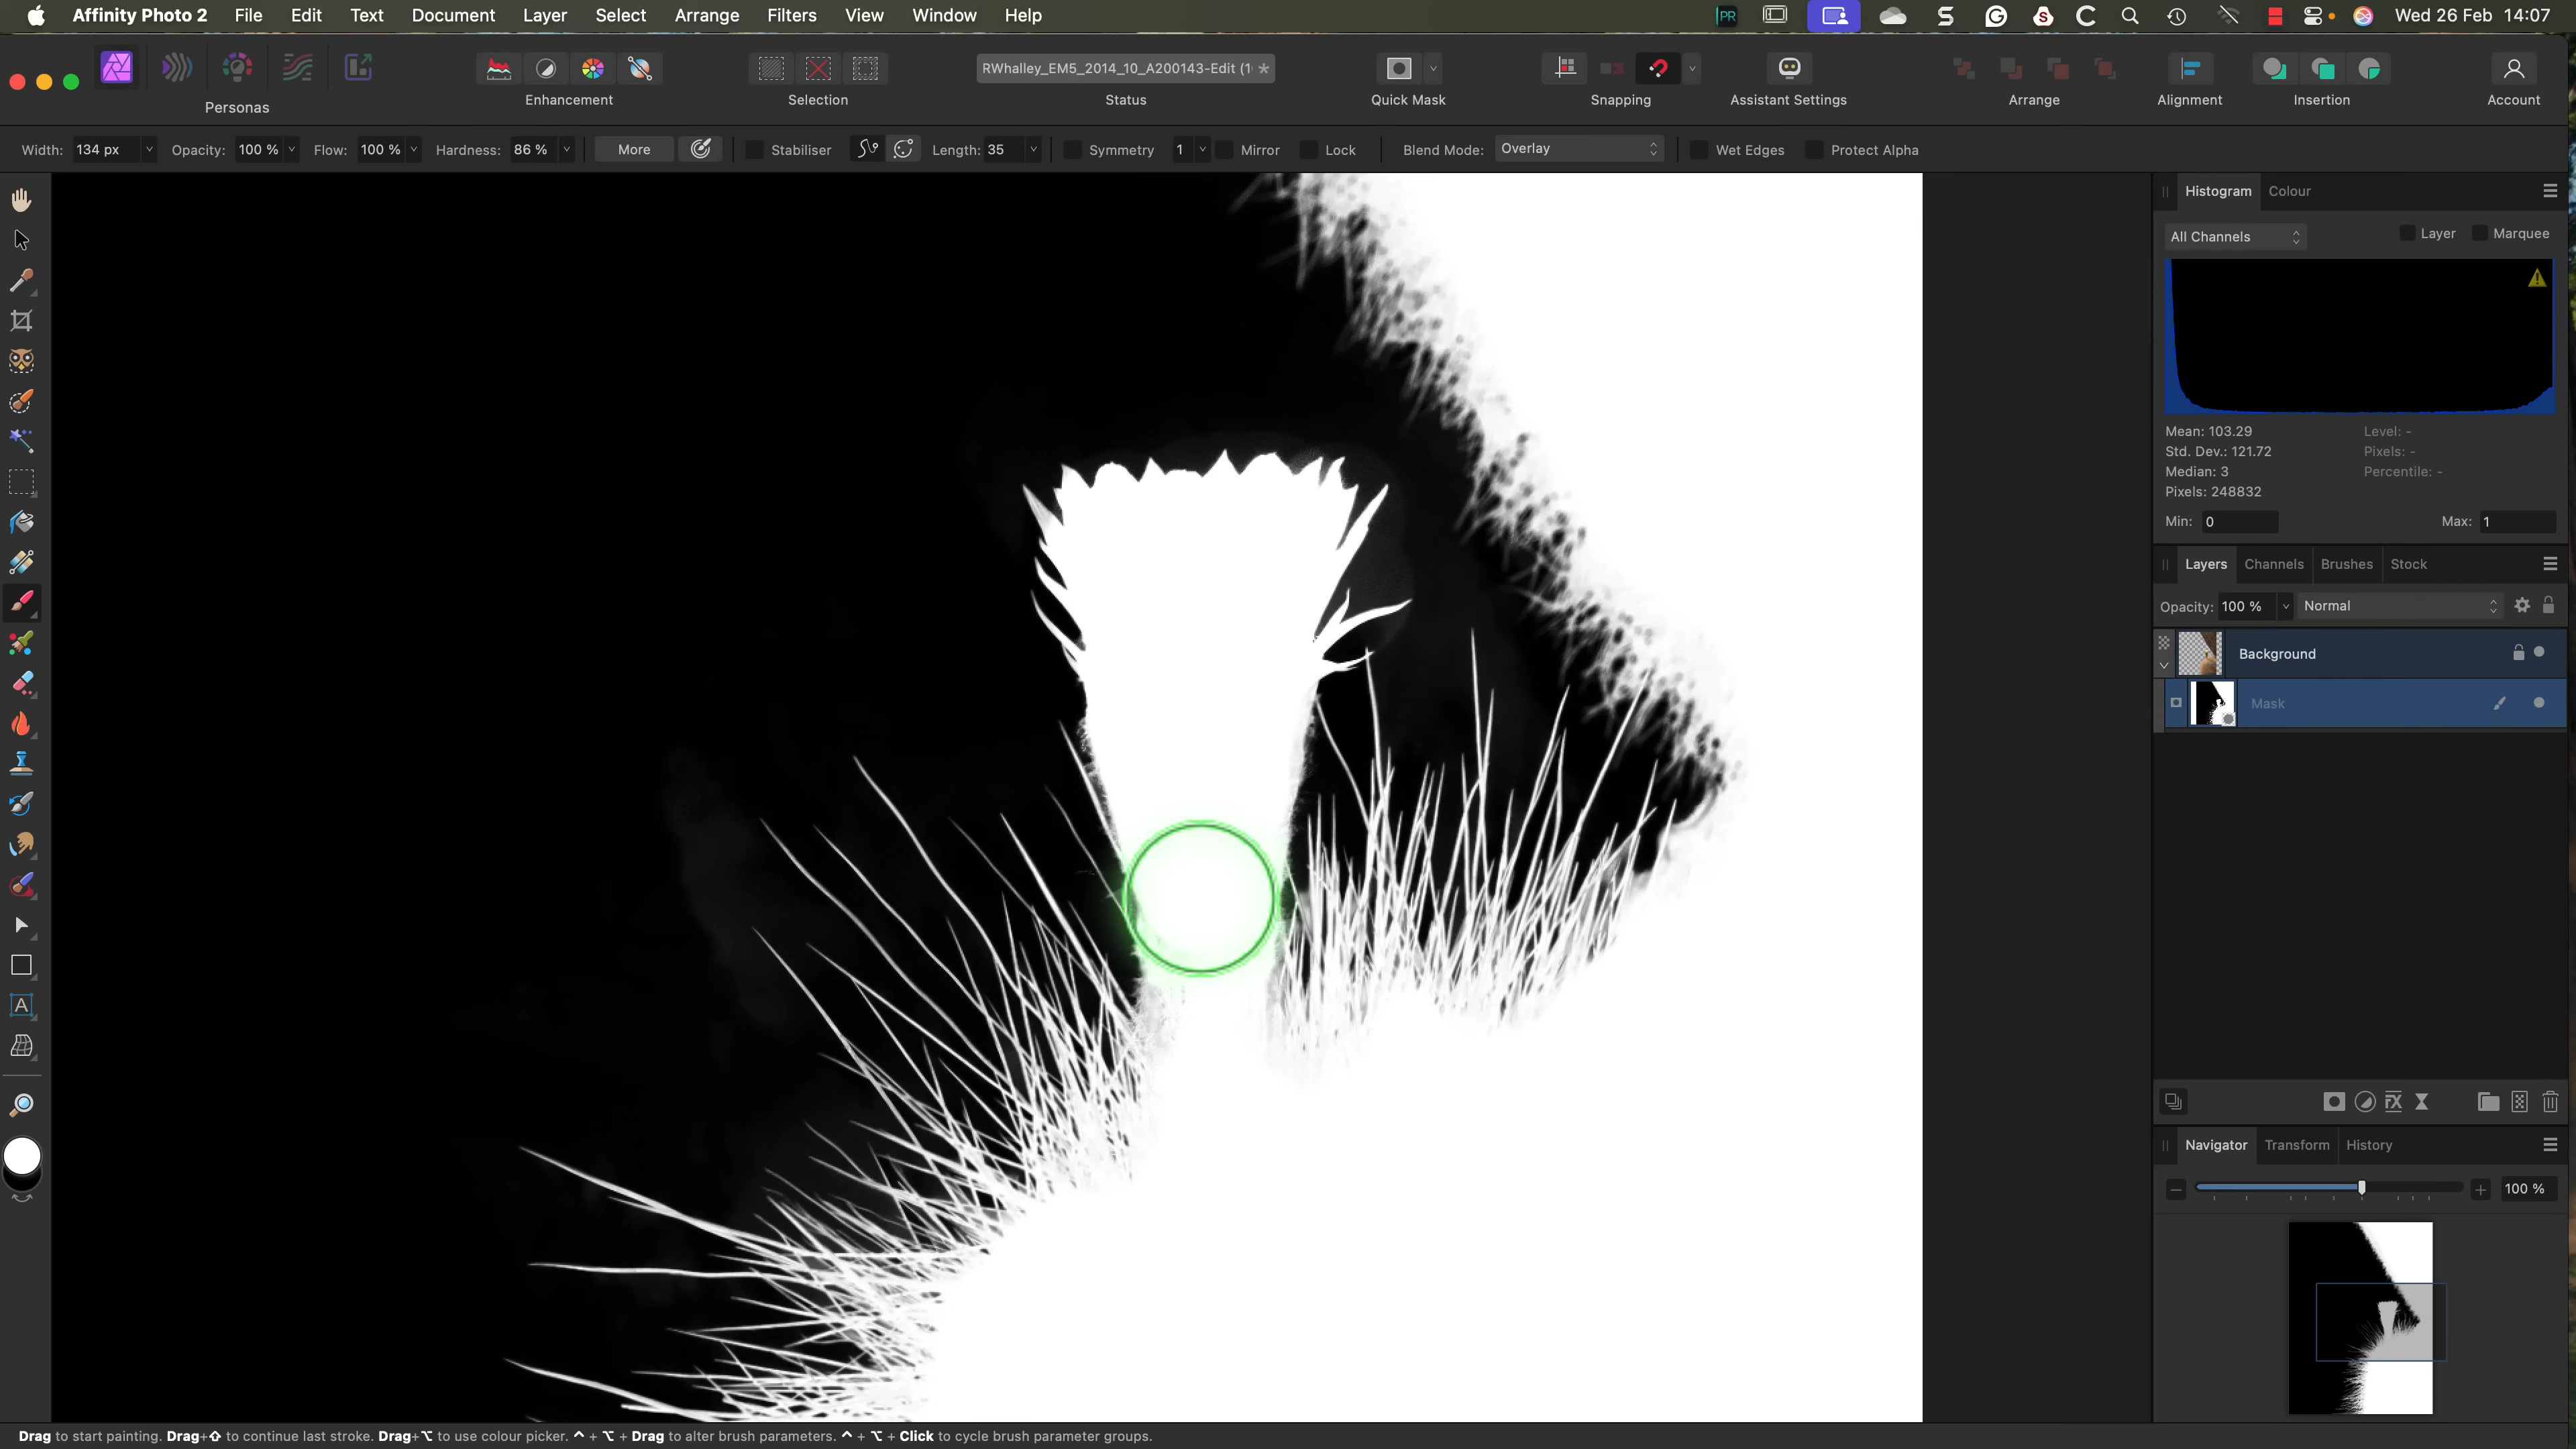 Affinity Photo 2 File Edit Text Document Layer Select Arrange Filters View Window Help Wed 26 Feb 14:07
RWhalley_EM5_2014_10_A200143-Edit (1 *
Personas Enhancement Selection Status Quick Mask Snapping Assistant Settings Arrange Alignment Insertion Account
Width: 134 px Opacity: 100 % Flow: 100 % Hardness: 86 % More Stabiliser Length: 35 Symmetry 1 Mirror Lock Blend Mode: Overlay Wet Edges Protect Alpha
Histogram Colour
All Channels Layer Marquee
Mean: 103.29 Level: -
Std. Dev.: 121.72 Pixels: -
Median: 3 Percentile: -
Pixels: 248832
Min: 0 Max: 1
Layers Channels Brushes Stock
Opacity: 100 % Normal
Background
Mask
Navigator Transform History
100 %
Drag to start painting. Drag+⇧ to continue last stroke. Drag+⌥ to use colour picker. ⌃ + ⌥ + Drag to alter brush parameters. ⌃ + ⌥ + Click to cycle brush parameter groups.